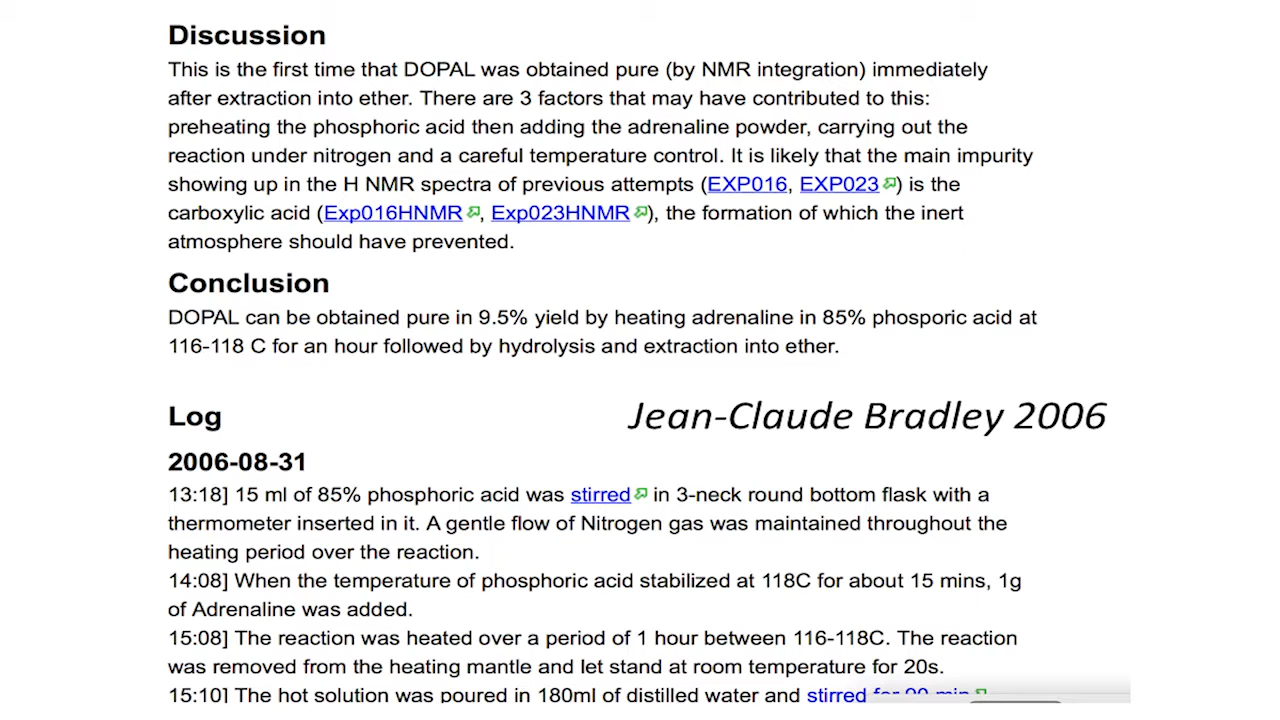 Discussion
This is the first time that DOPAL was obtained pure (by NMR integration) immediately
after extraction into ether. There are 3 factors that may have contributed to this:
preheating the phosphoric acid then adding the adrenaline powder, carrying out the
reaction under nitrogen and a careful temperature control. It is likely that the main impurity
showing up in the H NMR spectra of previous attempts (EXP016, EXP023) is the
carboxylic acid (Exp016HNMR, Exp023HNMR), the formation of which the inert
atmosphere should have prevented.
Conclusion
DOPAL can be obtained pure in 9.5% yield by heating adrenaline in 85% phosporic acid at
116-118 C for an hour followed by hydrolysis and extraction into ether.
Log
Jean-Claude Bradley 2006
2006-08-31
13:18] 15 ml of 85% phosphoric acid was stirred in 3-neck round bottom flask with a
thermometer inserted in it. A gentle flow of Nitrogen gas was maintained throughout the
heating period over the reaction.
14:08] When the temperature of phosphoric acid stabilized at 118C for about 15 mins, 1g
of Adrenaline was added.
15:08] The reaction was heated over a period of 1 hour between 116-118C. The reaction
was removed from the heating mantle and let stand at room temperature for 20s.
15:10] The hot solution was poured in 180ml of distilled water and stirred for 90 min